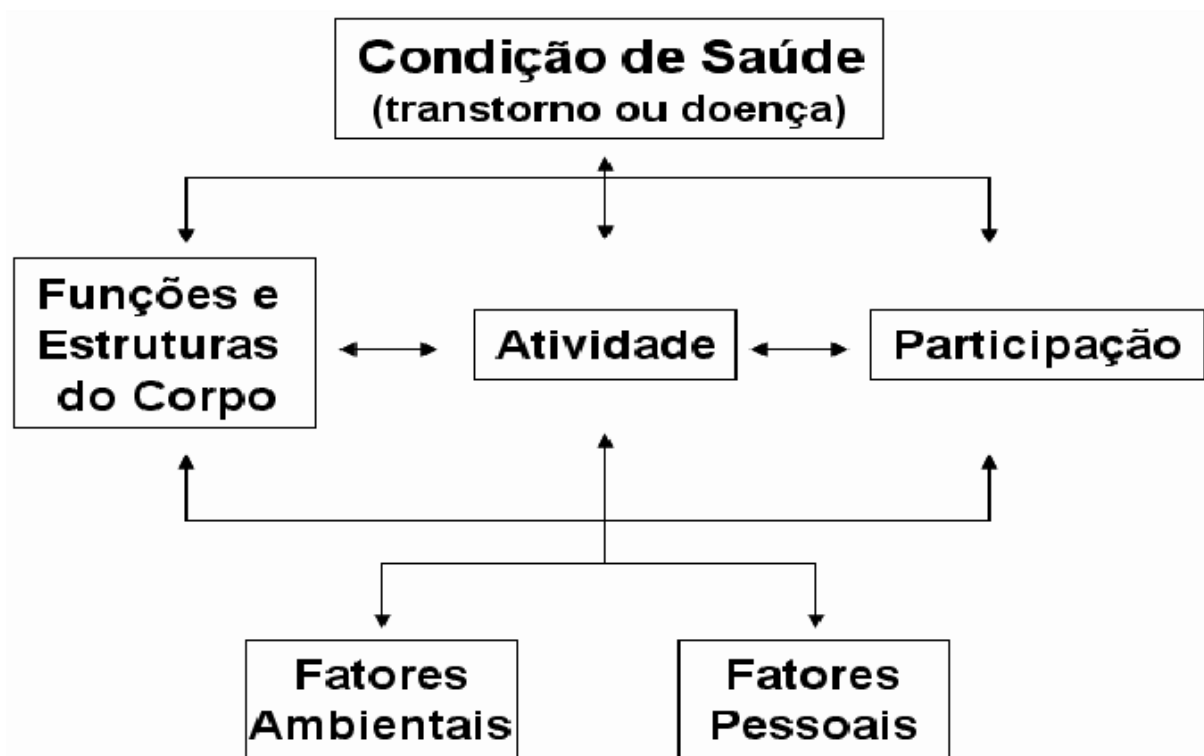 Condição de Saúde
(transtorno ou doença)
Funções e
Estruturas
do Corpo
Atividade
Participação
Fatores
Ambientais
Fatores
Pessoais